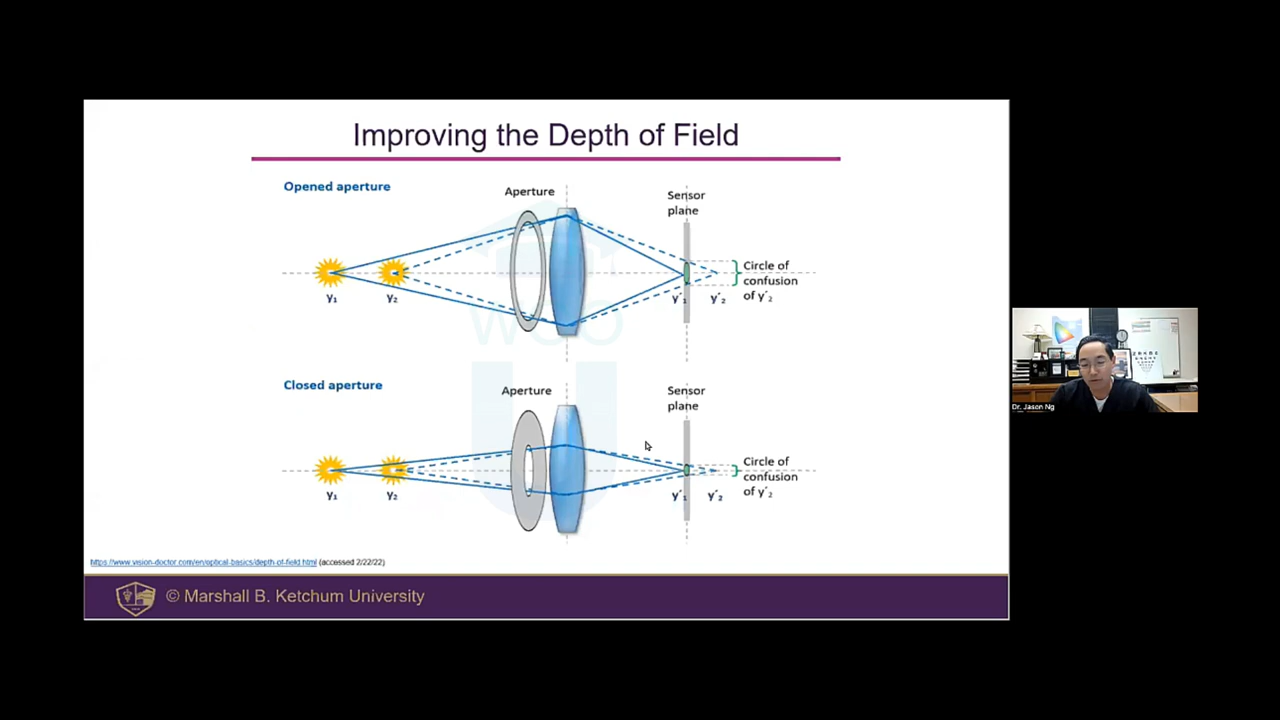 Improving the Depth of Field
Opened aperture
Aperture
Sensor
plane
y₁
y₂
y´₁
y´₂
Circle of
confusion
of y´₂
WCO
U
Closed aperture
Aperture
Sensor
plane
y₁
y₂
y´₁
y´₂
Circle of
confusion
of y´₂
https://www.vision-doctor.com/en/optical-basics/depth-of-field.html (accessed 2/22/22)
© Marshall B. Ketchum University
Dr. Jason Ng